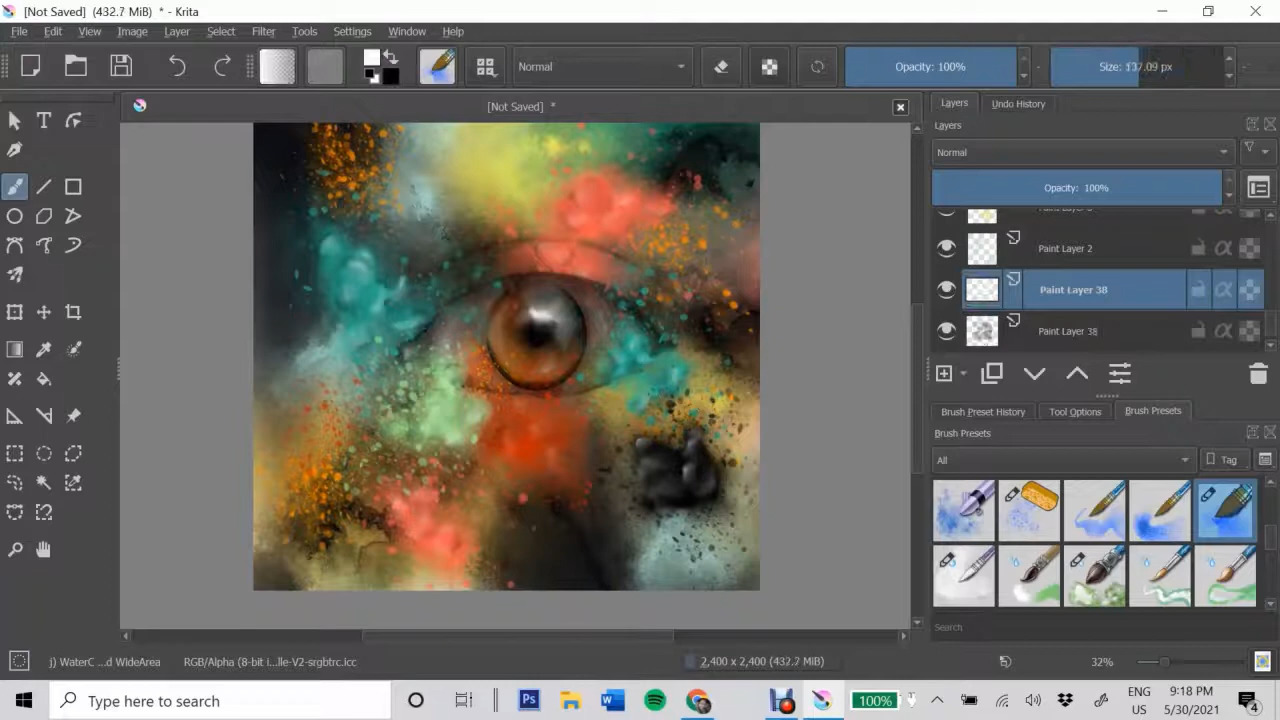 [Not Saved] (432.7 MiB) * - Krita
File Edit View Image Layer Select Filter Tools Settings Window Help
Normal
Opacity: 100%
Size: 137.09 px
[Not Saved] *
Layers Undo History
Layers
Normal
Opacity: 100%
Paint Layer 2
Paint Layer 38
Paint Layer 38
Brush Preset History Tool Options Brush Presets
Brush Presets
All
Tag
Search
j) WaterC ...d WideArea
RGB/Alpha (8-bit i...lle-V2-srgbtrc.icc
2,400 x 2,400 (432.7 MiB)
32%
Type here to search
Ps
W
100%
ENG
US
9:18 PM
5/30/2021
4